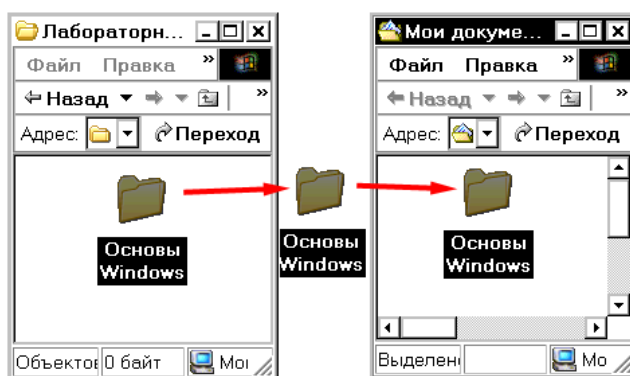 Лабораторн...
Файл Правка »
Назад »
Адрес: Переход
Основы
Windows
Объектов 0 байт Мо
Основы
Windows
Мои докуме...
Файл Правка »
Назад »
Адрес: Переход
Основы
Windows
Выделен Мо